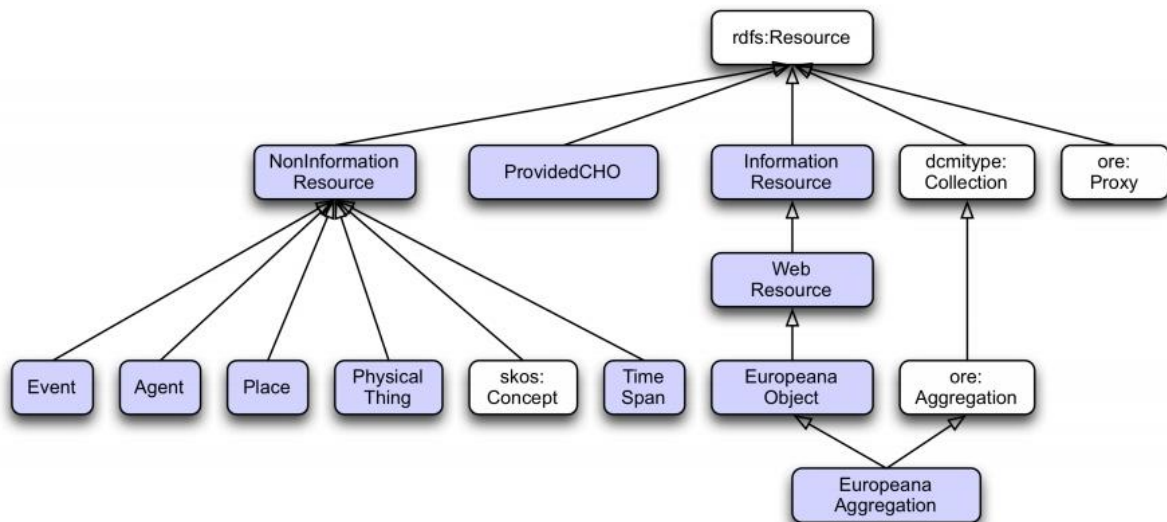 rdfs:Resource
NonInformation
Resource
ProvidedCHO
Information
Resource
dcmitype:
Collection
ore:
Proxy
Web
Resource
Event
Agent
Place
Physical
Thing
skos:
Concept
Time
Span
Europeana
Object
ore:
Aggregation
Europeana
Aggregation